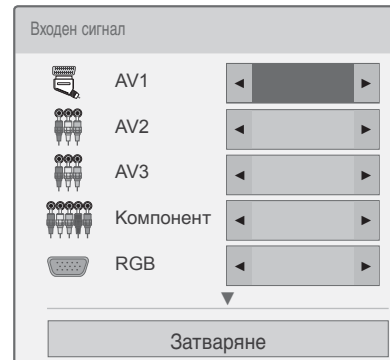 Входен сигнал
AV1
AV2
AV3
Компонент
RGB
Затваряне